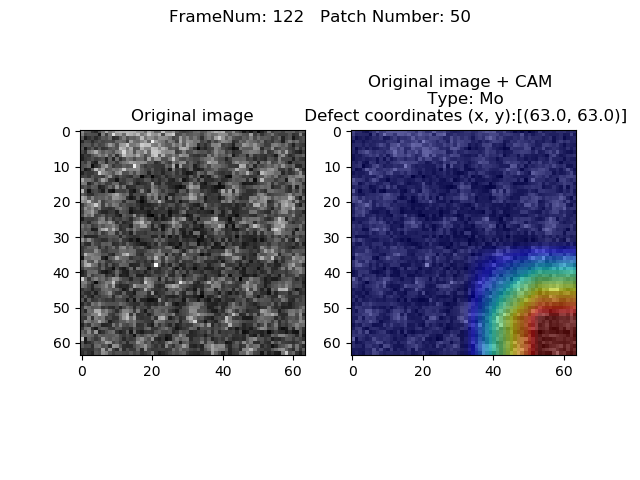 FrameNum: 122   Patch Number: 50
Original image
Original image + CAM
Type: Mo
Defect coordinates (x, y):[(63.0, 63.0)]
0
10
20
30
40
50
60
0 20 40 60
0
10
20
30
40
50
60
0 20 40 60